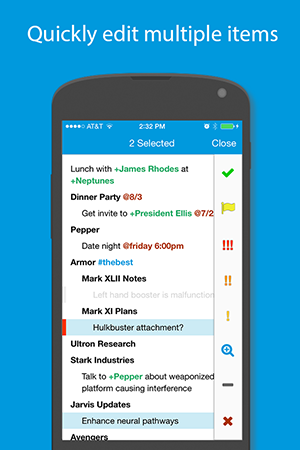 Quickly edit multiple items
AT&T 2:32 PM
2 Selected Close
Lunch with +James Rhodes at
+Neptunes
Dinner Party @8/3
Get invite to +President Ellis @7/2
Pepper
Date night @friday 6:00pm
Armor #thebest
Mark XLII Notes
Left hand booster is malfunction
Mark XI Plans
Hulkbuster attachment?
Ultron Research
Stark Industries
Talk to +Pepper about weaponized
platform causing interference
Jarvis Updates
Enhance neural pathways
Avengers